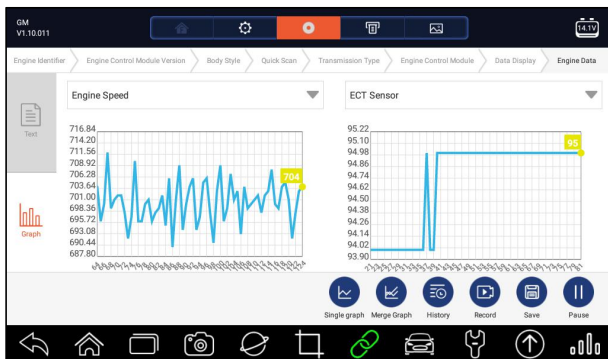 GM
V1.10.011
14.1V
Engine Identifier
Engine Control Module Version
Body Style
Quick Scan
Transmission Type
Engine Control Module
Data Display
Engine Data
Text
Graph
Engine Speed
716.84
714.20
711.56
708.92
706.28
703.64
701.00
698.36
695.72
693.08
690.44
687.80
704
ECT Sensor
95.22
95.10
94.98
94.86
94.74
94.62
94.50
94.38
94.26
94.14
94.02
93.90
95
Single graph
Merge Graph
History
Record
Save
Pause